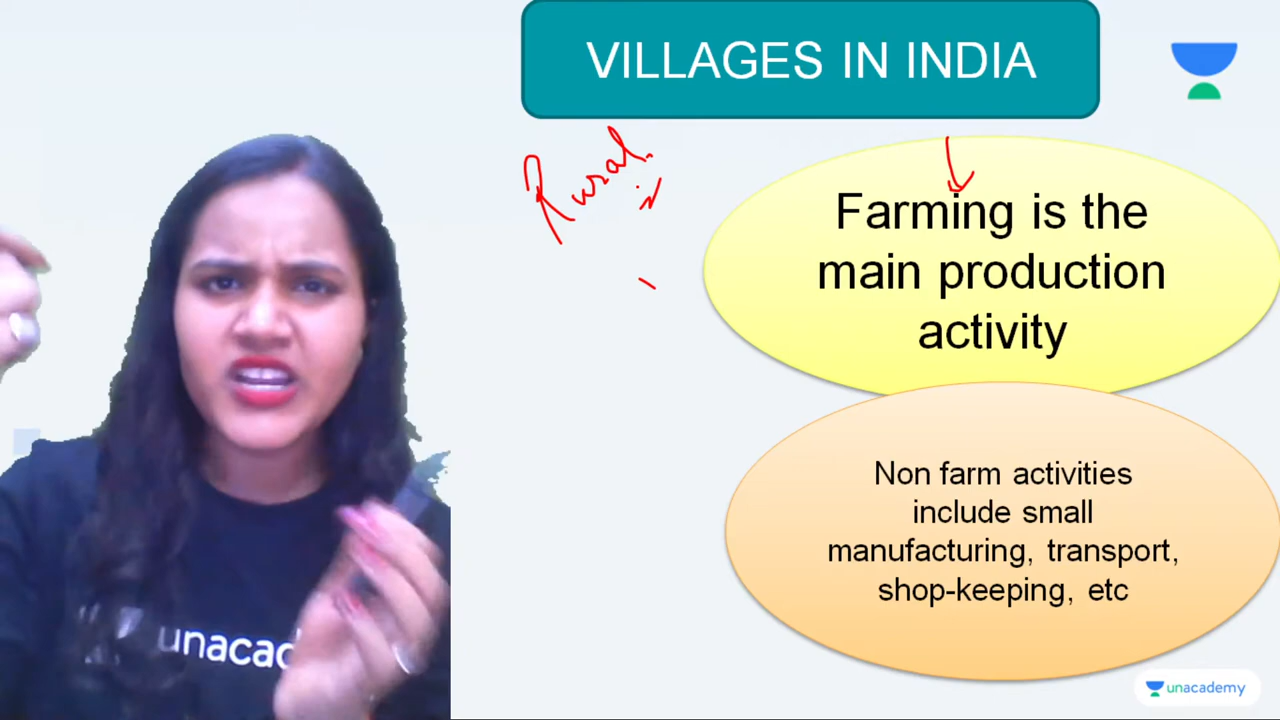 VILLAGES IN INDIA
Rural
Farming is the
main production
activity
Non farm activities
include small
manufacturing, transport,
shop-keeping, etc
unacad
unacademy